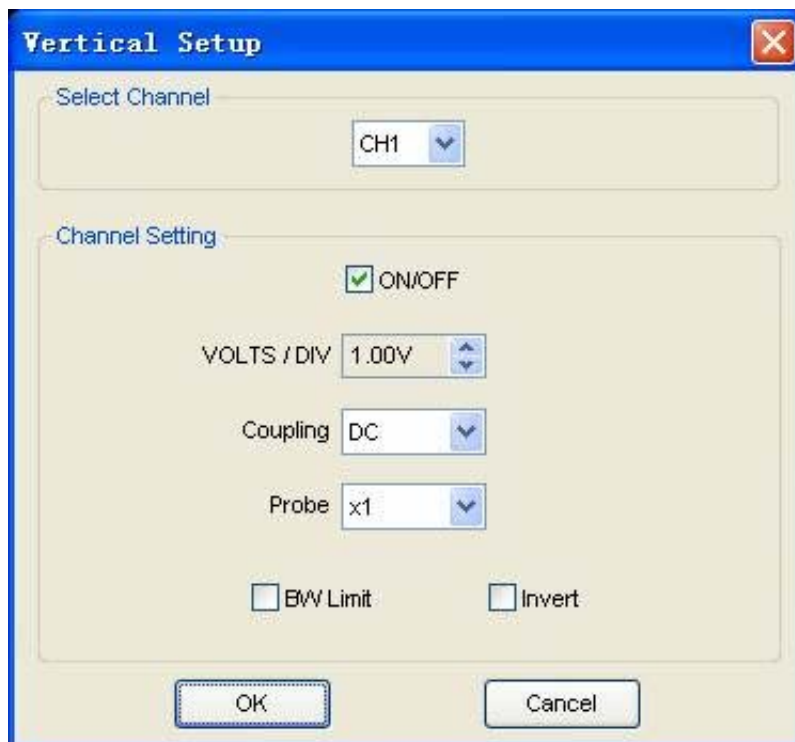 Vertical Setup
Select Channel
CH1
Channel Setting
ON/OFF
VOLTS / DIV 1.00V
Coupling DC
Probe x1
BW Limit Invert
OK Cancel